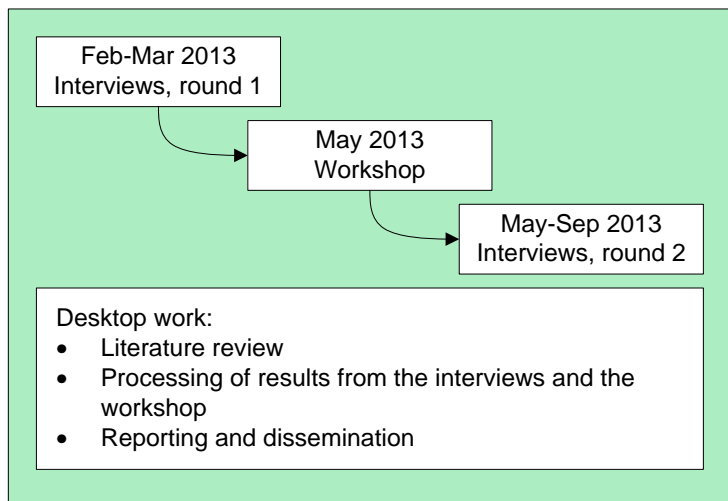 Feb-Mar 2013
Interviews, round 1
May 2013
Workshop
May-Sep 2013
Interviews, round 2
Desktop work:
• Literature review
• Processing of results from the interviews and the
workshop
• Reporting and dissemination